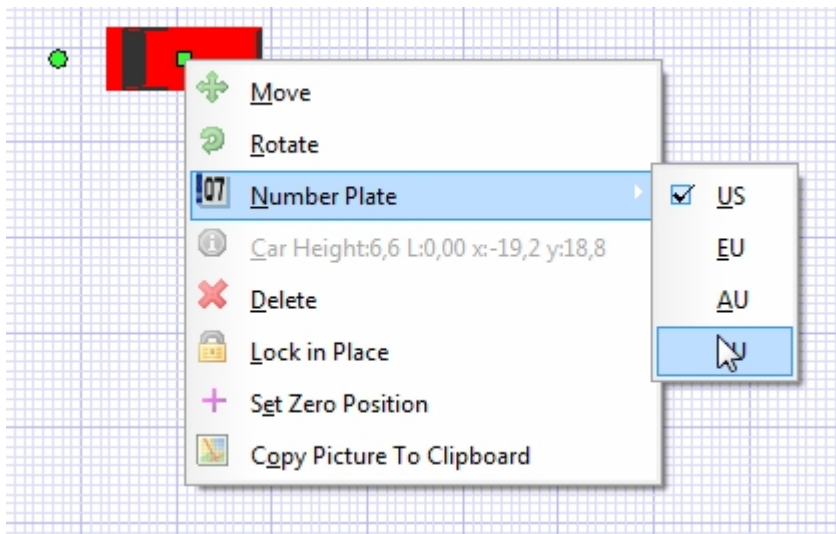 Move
Rotate
!07
Number Plate
US
Car Height:6,6 L:0,00 x:-19,2 y:18,8
EU
Delete
AU
Lock in Place
Set Zero Position
Copy Picture To Clipboard